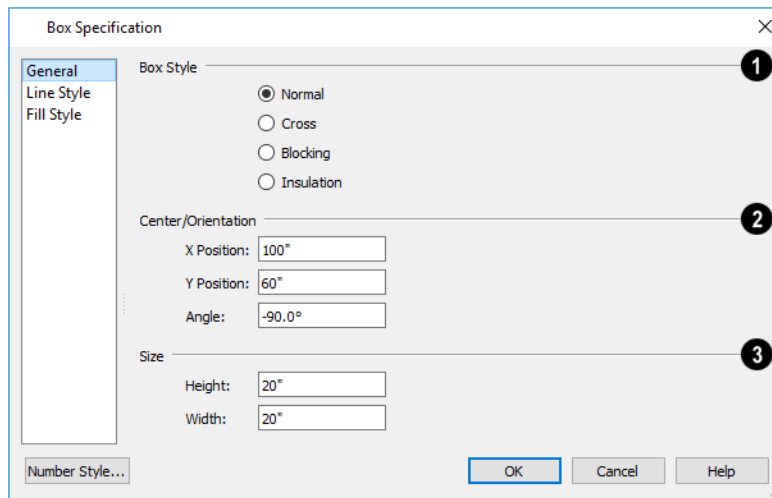 Box Specification
General
Line Style
Fill Style
Box Style
1
Normal
Cross
Blocking
Insulation
Center/Orientation
2
X Position: 100"
Y Position: 60"
Angle: -90.0°
Size
3
Height: 20"
Width: 20"
Number Style...
OK
Cancel
Help